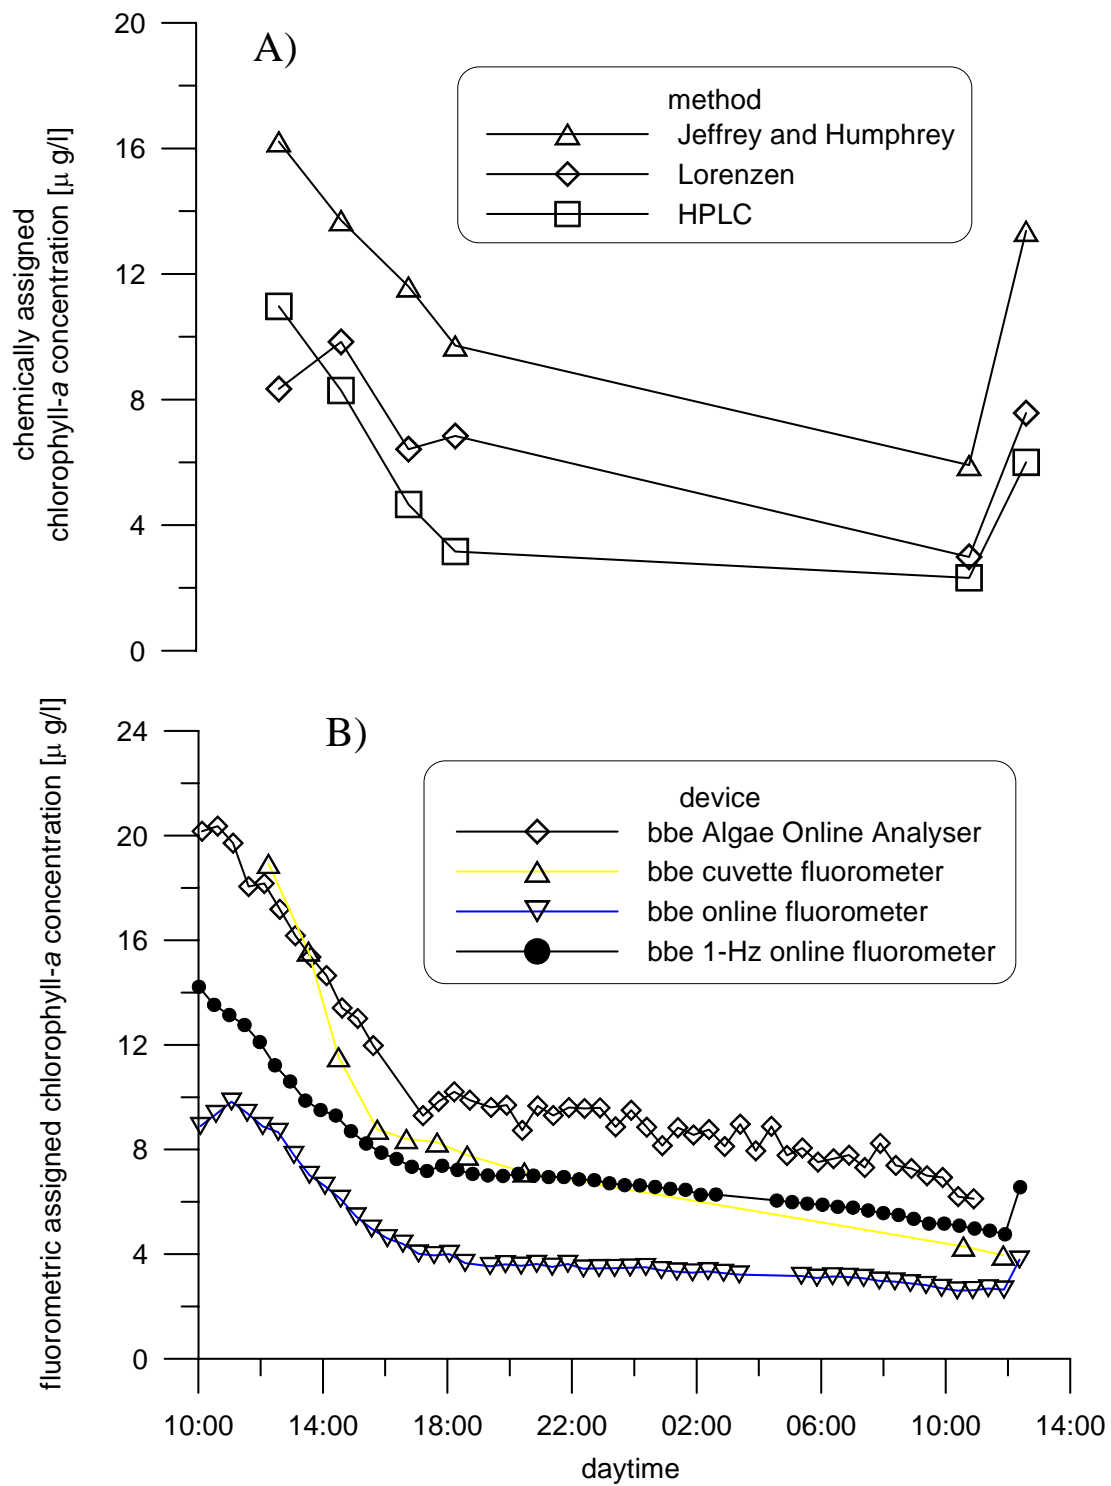 A)
20
16
12
8
4
0
chemically assigned
chlorophyll-a concentration [μ g/l]
method
Jeffrey and Humphrey
Lorenzen
HPLC
B)
24
20
16
12
8
4
0
fluorometric assigned chlorophyll-a concentration [μ g/l]
device
bbe Algae Online Analyser
bbe cuvette fluorometer
bbe online fluorometer
bbe 1-Hz online fluorometer
10:00 14:00 18:00 22:00 02:00 06:00 10:00 14:00
daytime